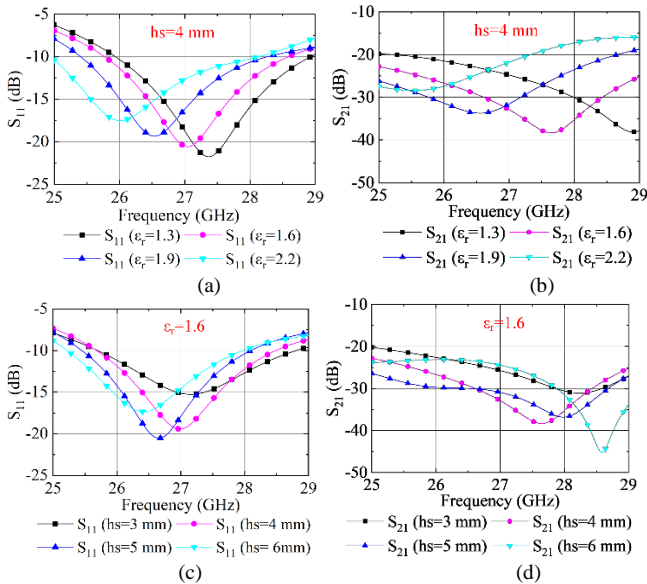 hs=4 mm
-5
-10
-15
-20
-25
S11 (dB)
25 26 27 28 29
Frequency (GHz)
S11 (εr=1.3) S11 (εr=1.6)
S11 (εr=1.9) S11 (εr=2.2)
(a)
hs=4 mm
-10
-20
-30
-40
-50
S21 (dB)
25 26 27 28 29
Frequency (GHz)
S21 (εr=1.3) S21 (εr=1.6)
S21 (εr=1.9) S21 (εr=2.2)
(b)
εr=1.6
-5
-10
-15
-20
-25
S11 (dB)
25 26 27 28 29
Frequency (GHz)
S11 (hs=3 mm) S11 (hs=4 mm)
S11 (hs=5 mm) S11 (hs= 6mm)
(c)
εr=1.6
-10
-20
-30
-40
-50
S21 (dB)
25 26 27 28 29
Frequency (GHz)
S21 (hs=3 mm) S21 (hs=4 mm)
S21 (hs=5 mm) S21 (hs=6 mm)
(d)